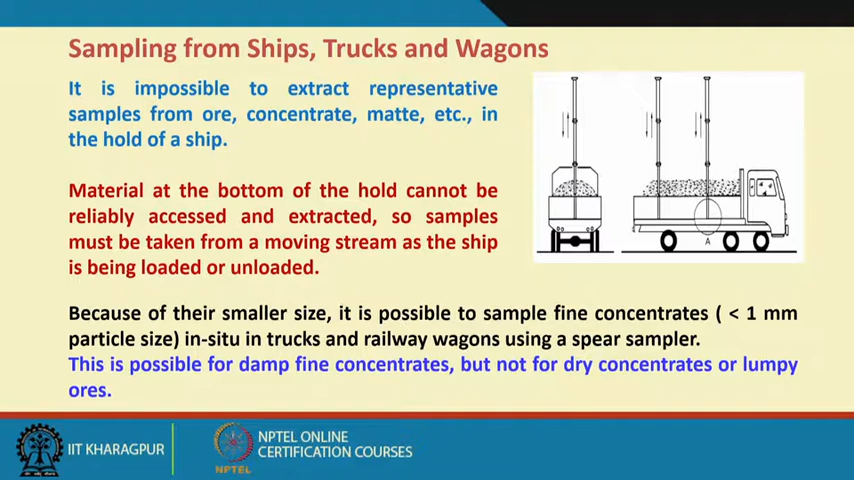 Sampling from Ships, Trucks and Wagons
It is impossible to extract representative
samples from ore, concentrate, matte, etc., in
the hold of a ship.
Material at the bottom of the hold cannot be
reliably accessed and extracted, so samples
must be taken from a moving stream as the ship
is being loaded or unloaded.
A
Because of their smaller size, it is possible to sample fine concentrates ( < 1 mm
particle size) in-situ in trucks and railway wagons using a spear sampler.
This is possible for damp fine concentrates, but not for dry concentrates or lumpy
ores.
IIT KHARAGPUR
NPTEL
NPTEL ONLINE
CERTIFICATION COURSES